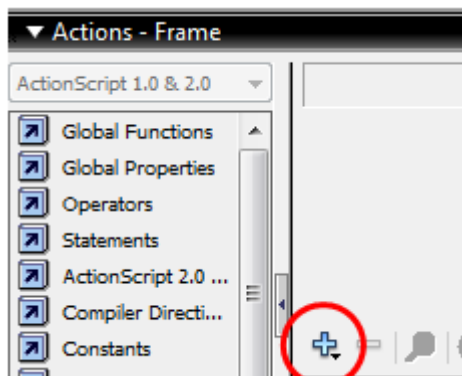 Actions - Frame
ActionScript 1.0 & 2.0
Global Functions
Global Properties
Operators
Statements
ActionScript 2.0 ...
Compiler Directi...
Constants